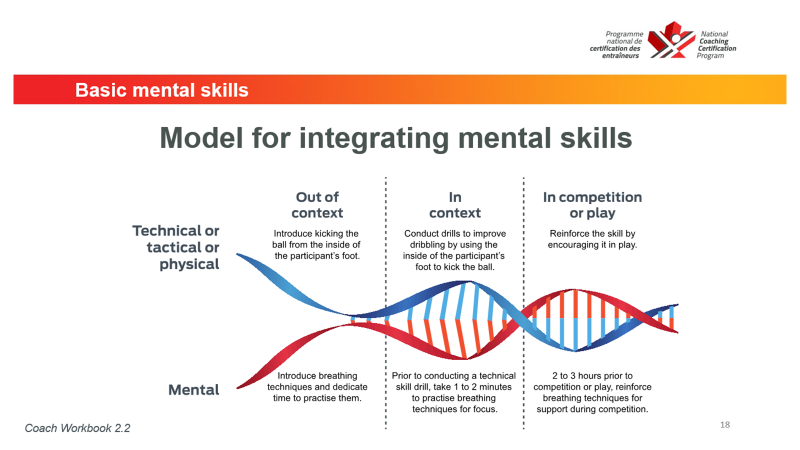 Programme
national de
certification des
entraîneurs
National
Coaching
Certification
Program
Basic mental skills
Model for integrating mental skills
Out of
context
In
context
In competition
or play
Technical or
tactical or
physical
Introduce kicking the
ball from the inside of
the participant's foot.
Conduct drills to improve
dribbling by using the
inside of the participant's
foot to kick the ball.
Reinforce the skill by
encouraging it in play.
Mental
Introduce breathing
techniques and dedicate
time to practise them.
Prior to conducting a technical
skill drill, take 1 to 2 minutes
to practise breathing
techniques for focus.
2 to 3 hours prior to
competition or play, reinforce
breathing techniques for
support during competition.
Coach Workbook 2.2
18